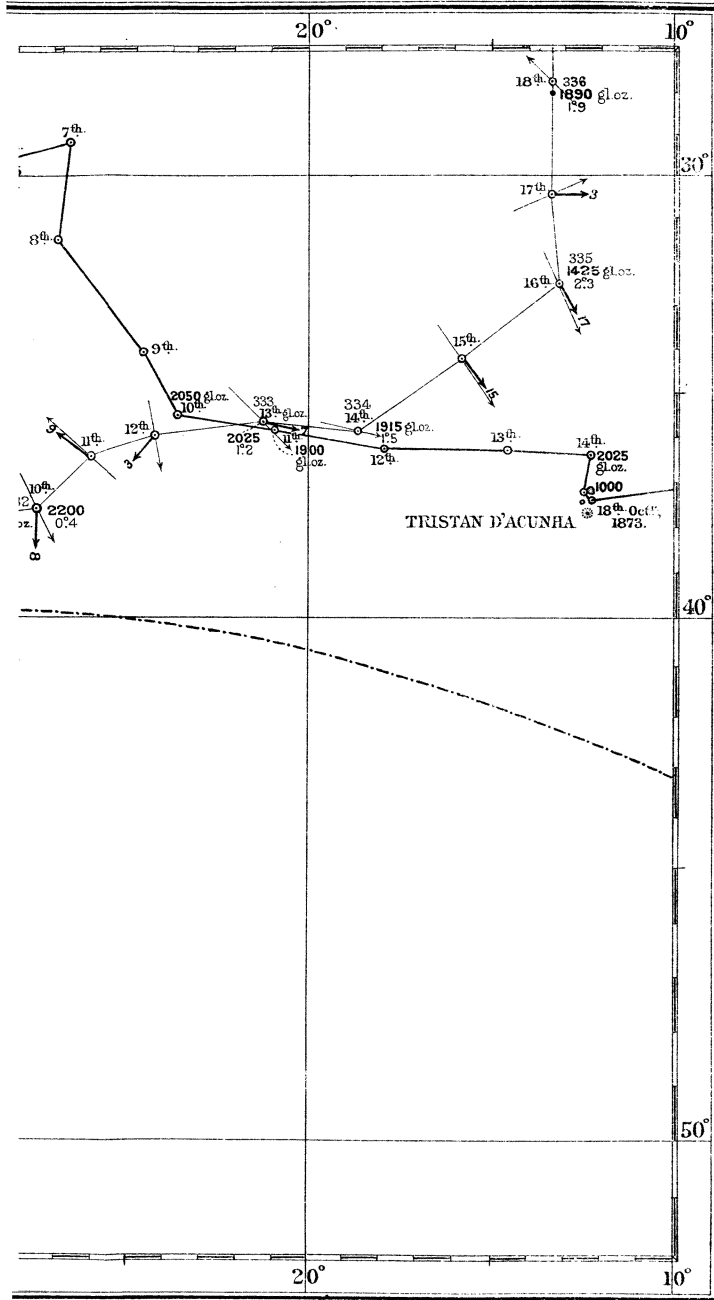 20° 10°
18th. 336
1890 gl.oz.
1°.9
7th.
30°
17th 3
8th.
335
1425 gl.oz.
16th 2°.3
17
15th.
9th.
15
2050 gl.oz.
10th.
333
13th gl.oz.
334
14th.
1915 gl.oz.
1°.5
12th 11th.
2025
1°.2
1900
gl.oz.
12th.
13th.
14th.
2025
gl.oz.
9
11th.
3
10th.
2200
0°.4
oz.
8
1000
TRISTAN D'ACUNHA 18th Octr.
1873.
40°
50°
20° 10°